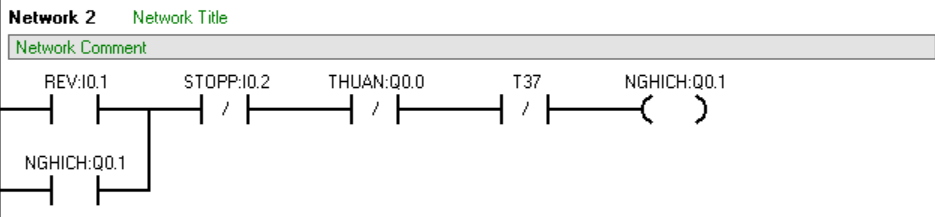 Network 2 Network Title
Network Comment
REV:I0.1 STOPP:I0.2 THUAN:Q0.0 T37 NGHICH:Q0.1
/ / /
NGHICH:Q0.1